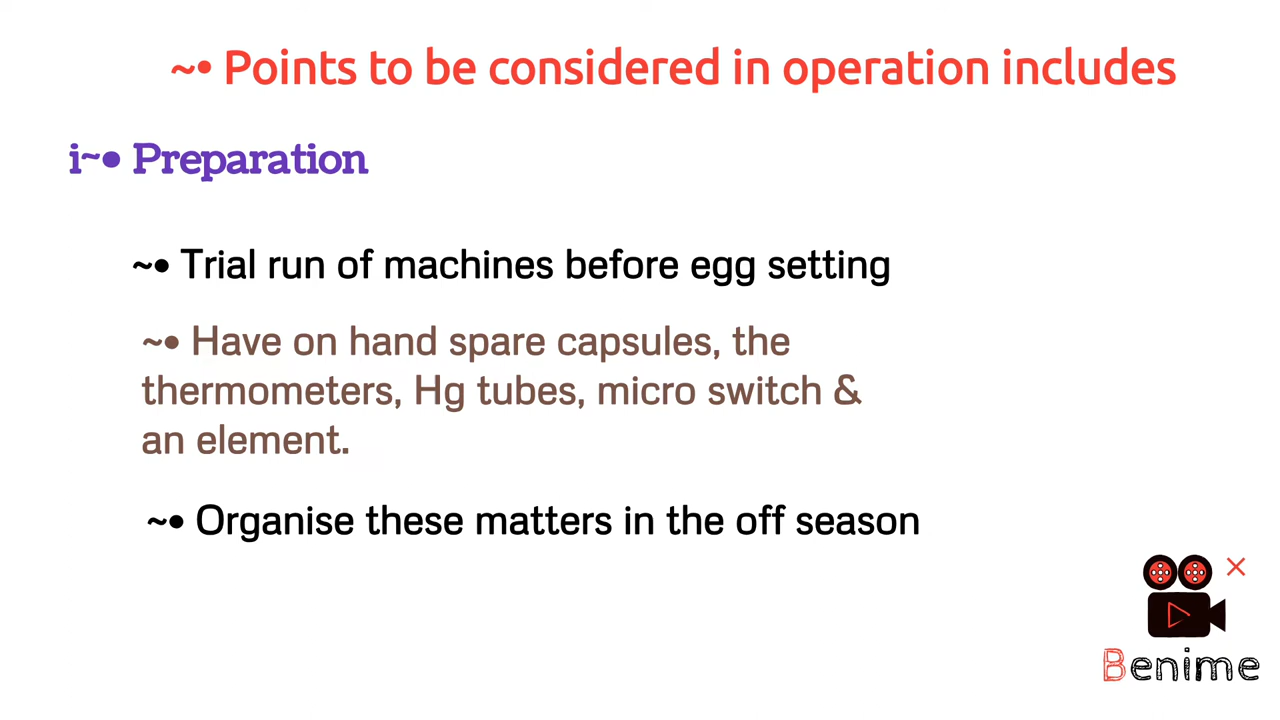 ~• Points to be considered in operation includes
i~• Preparation
~• Trial run of machines before egg setting
~• Have on hand spare capsules, the
thermometers, Hg tubes, micro switch &
an element.
~• Organise these matters in the off season
Benime